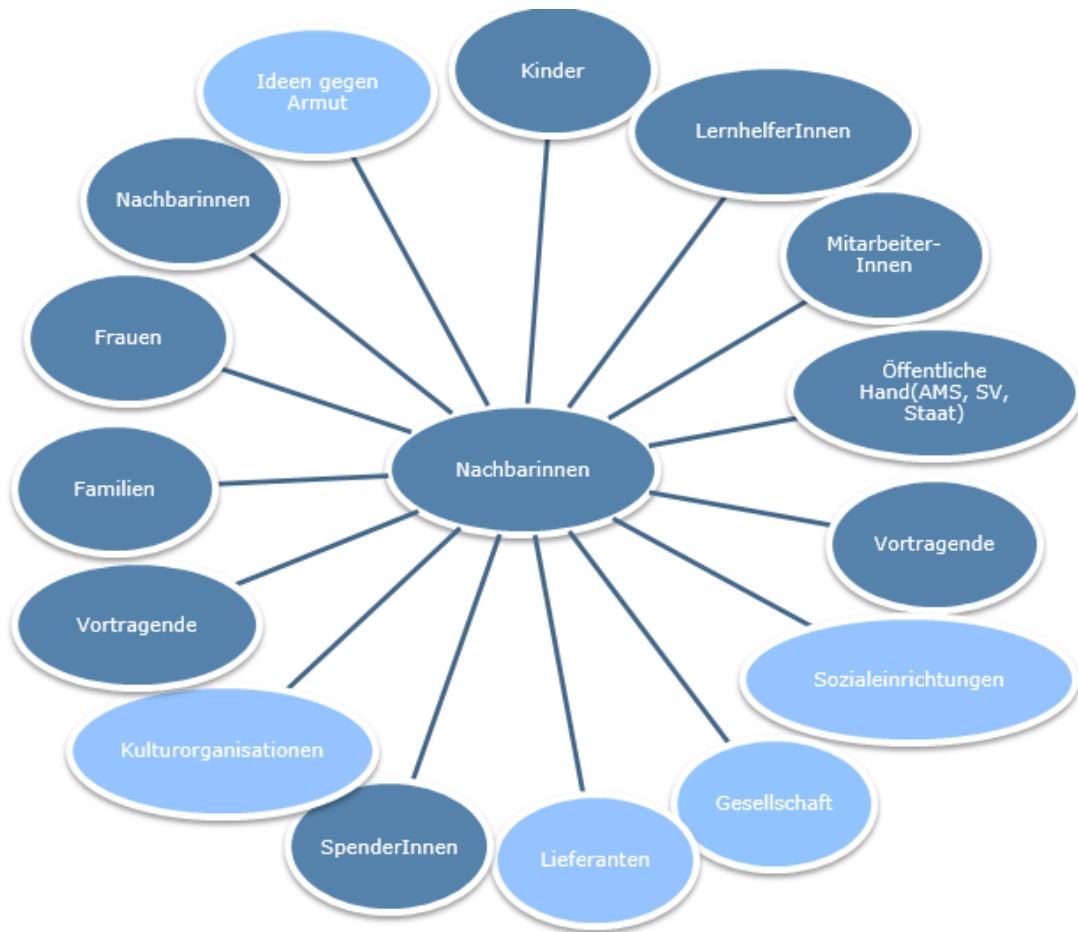 Kinder
LernhelferInnen
Mitarbeiter-
Innen
Öffentliche
Hand(AMS, SV,
Staat)
Vortragende
Sozialeinrichtungen
Gesellschaft
Lieferanten
SpenderInnen
Kulturorganisationen
Vortragende
Familien
Frauen
Nachbarinnen
Ideen gegen
Armut
Nachbarinnen